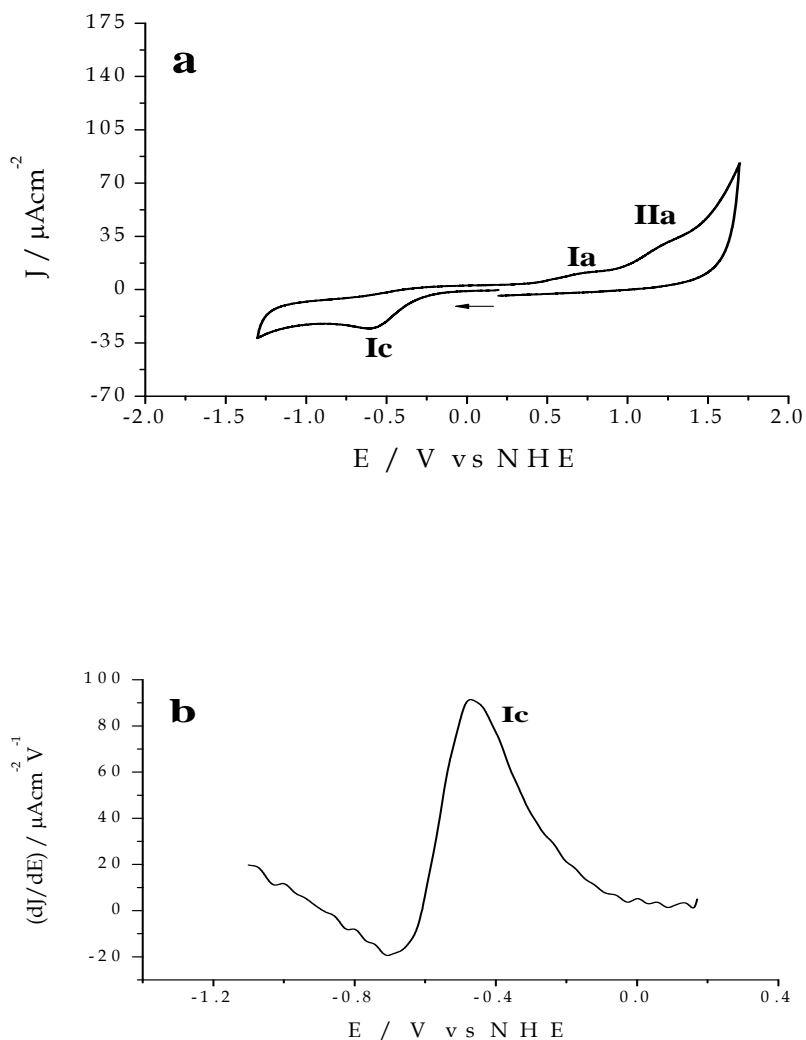 175
a
140
105
70
IIa
35
Ia
0
-35
Ic
-70
-2.0 -1.5 -1.0 -0.5 0.0 0.5 1.0 1.5 2.0
J / μAcm-2
E / V vs NHE
100
b
Ic
80
60
40
20
0
-20
-1.2 -0.8 -0.4 0.0 0.4
(dJ/dE) / μAcm-2 V-1
E / V vs NHE